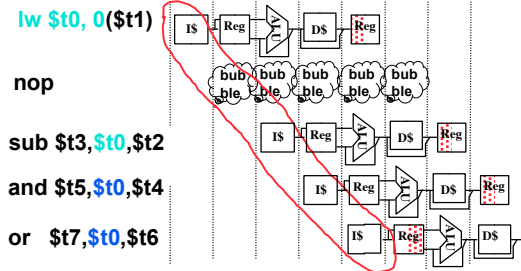 lw $t0, 0($t1) I$ Reg ALU D$ Reg
nop bub ble bub ble bub ble bub ble bub ble
sub $t3,$t0,$t2 I$ Reg ALU D$ Reg
and $t5,$t0,$t4 I$ Reg ALU D$ Reg
or $t7,$t0,$t6 I$ Reg ALU D$